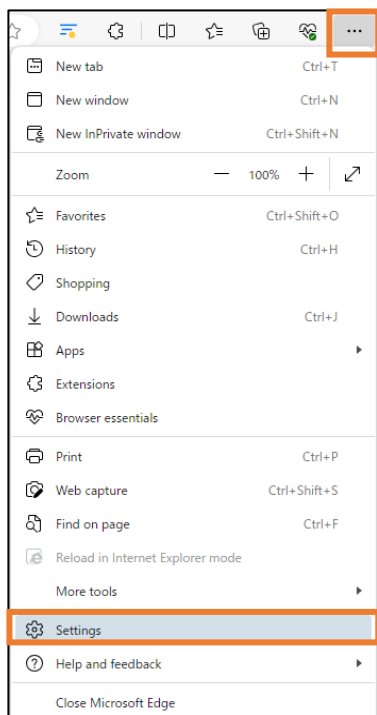 New tab Ctrl+T
New window Ctrl+N
New InPrivate window Ctrl+Shift+N
Zoom — 100% +
Favorites Ctrl+Shift+O
History Ctrl+H
Shopping
Downloads Ctrl+J
Apps
Extensions
Browser essentials
Print Ctrl+P
Web capture Ctrl+Shift+S
Find on page Ctrl+F
Reload in Internet Explorer mode
More tools
Settings
Help and feedback
Close Microsoft Edge